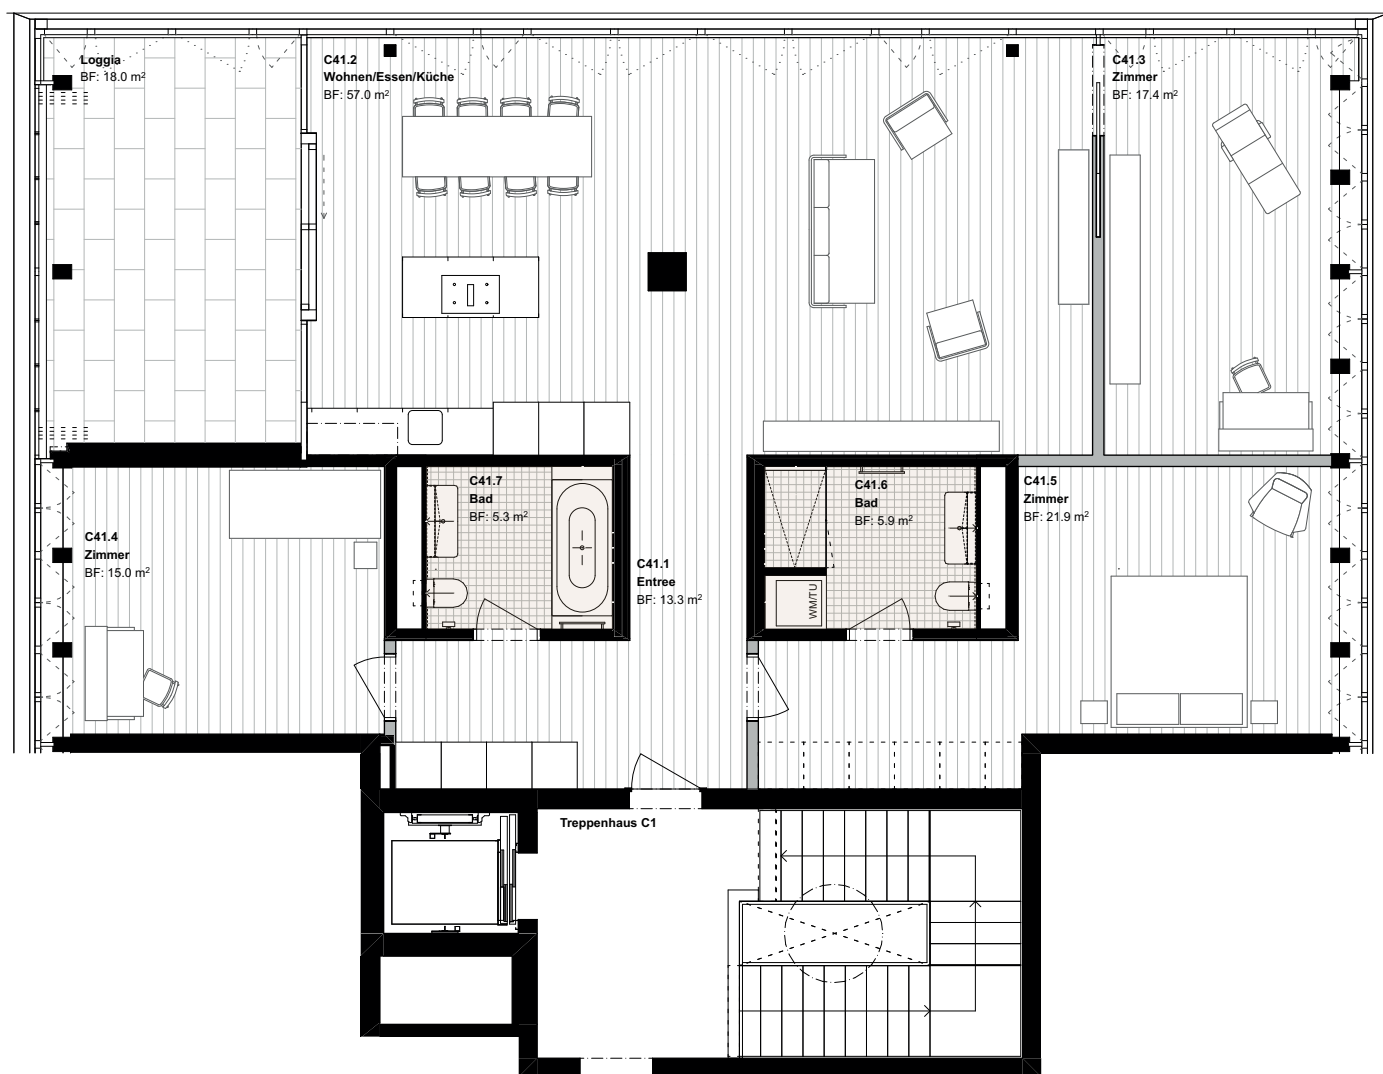 Loggia
BF: 18.0 m²
C41.2
Wohnen/Essen/Küche
BF: 57.0 m²
C41.3
Zimmer
BF: 17.4 m²
C41.7
Bad
BF: 5.3 m²
C41.6
Bad
BF: 5.9 m²
C41.5
Zimmer
BF: 21.9 m²
C41.4
Zimmer
BF: 15.0 m²
C41.1
Entree
BF: 13.3 m²
WM/TU
Treppenhaus C1